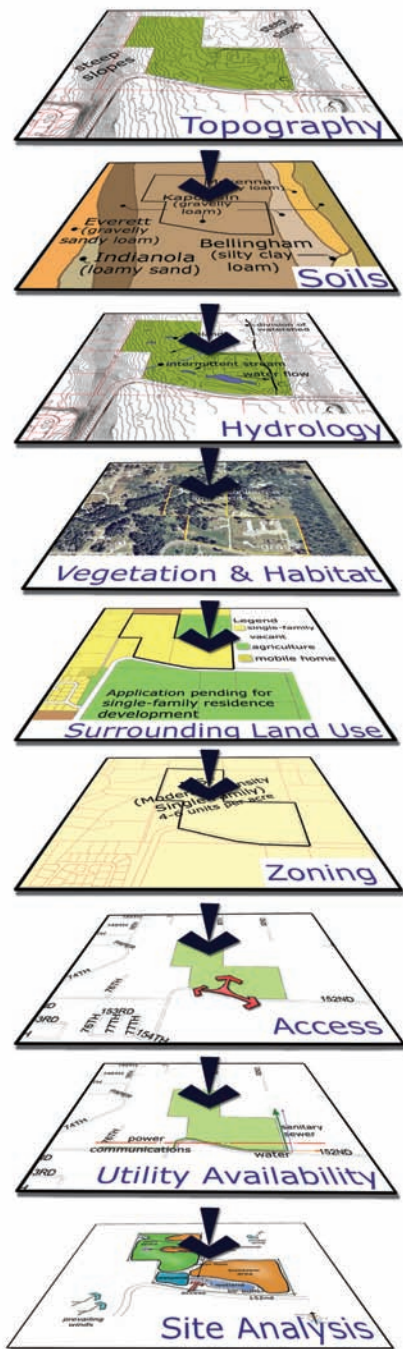 steep slopes
steep slopes
Topography
(gravelly loam)
Everett
(gravelly sandy loam)
Indianola
(loamy sand)
Bellingham
(silty clay loam)
Soils
division of watershed
intermittent stream
water flow
Hydrology
Vegetation & Habitat
Legend
single-family
vacant
agriculture
mobile home
Application pending for
single-family residence
development
Surrounding Land Use
Single
4-6 units per acre
Zoning
74TH
76TH
153RD
3RD
76TH
77TH
154TH
152ND
Access
74TH
76TH
power
communications
sanitary
sewer
water
152ND
3RD
Utility Availability
prevailing
winds
152nd
Site Analysis